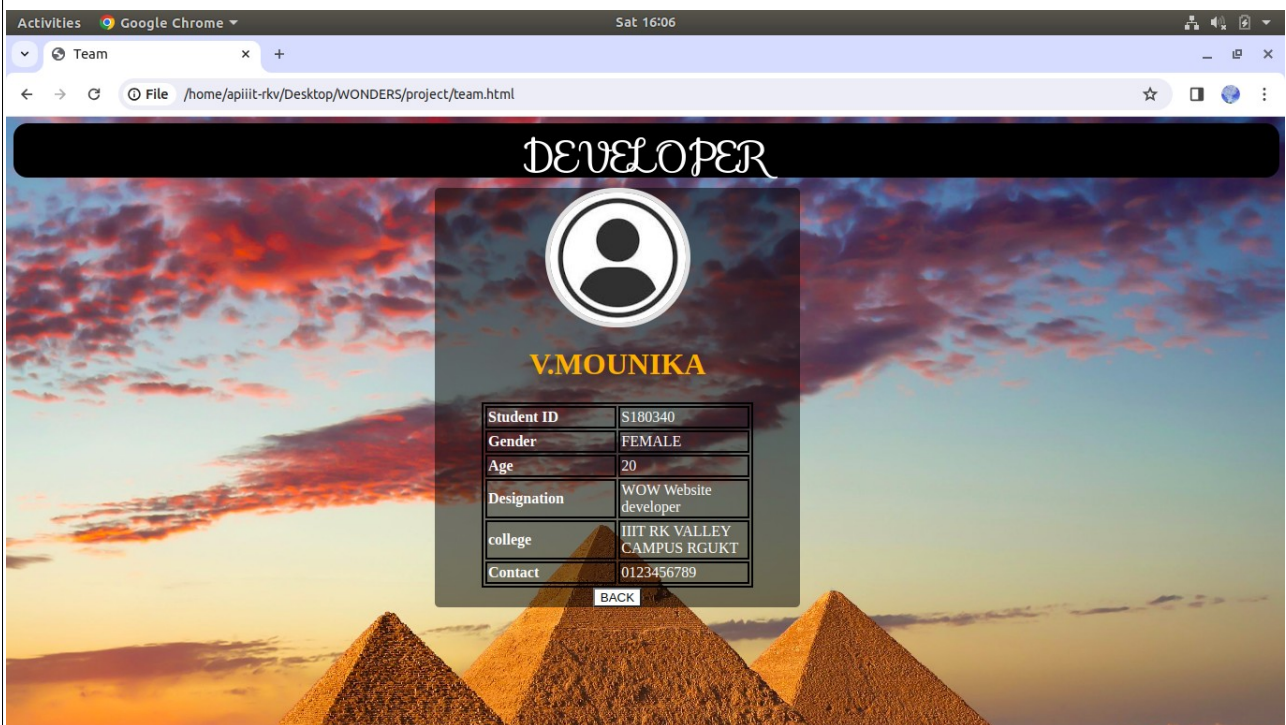 Activities Google Chrome Sat 16:06
Team
File /home/apiiit-rkv/Desktop/WONDERS/project/team.html
DEVELOPER
V.MOUNIKA
Student ID S180340
Gender FEMALE
Age 20
Designation WOW Website
developer
college IIIT RK VALLEY
CAMPUS RGUKT
Contact 0123456789
BACK